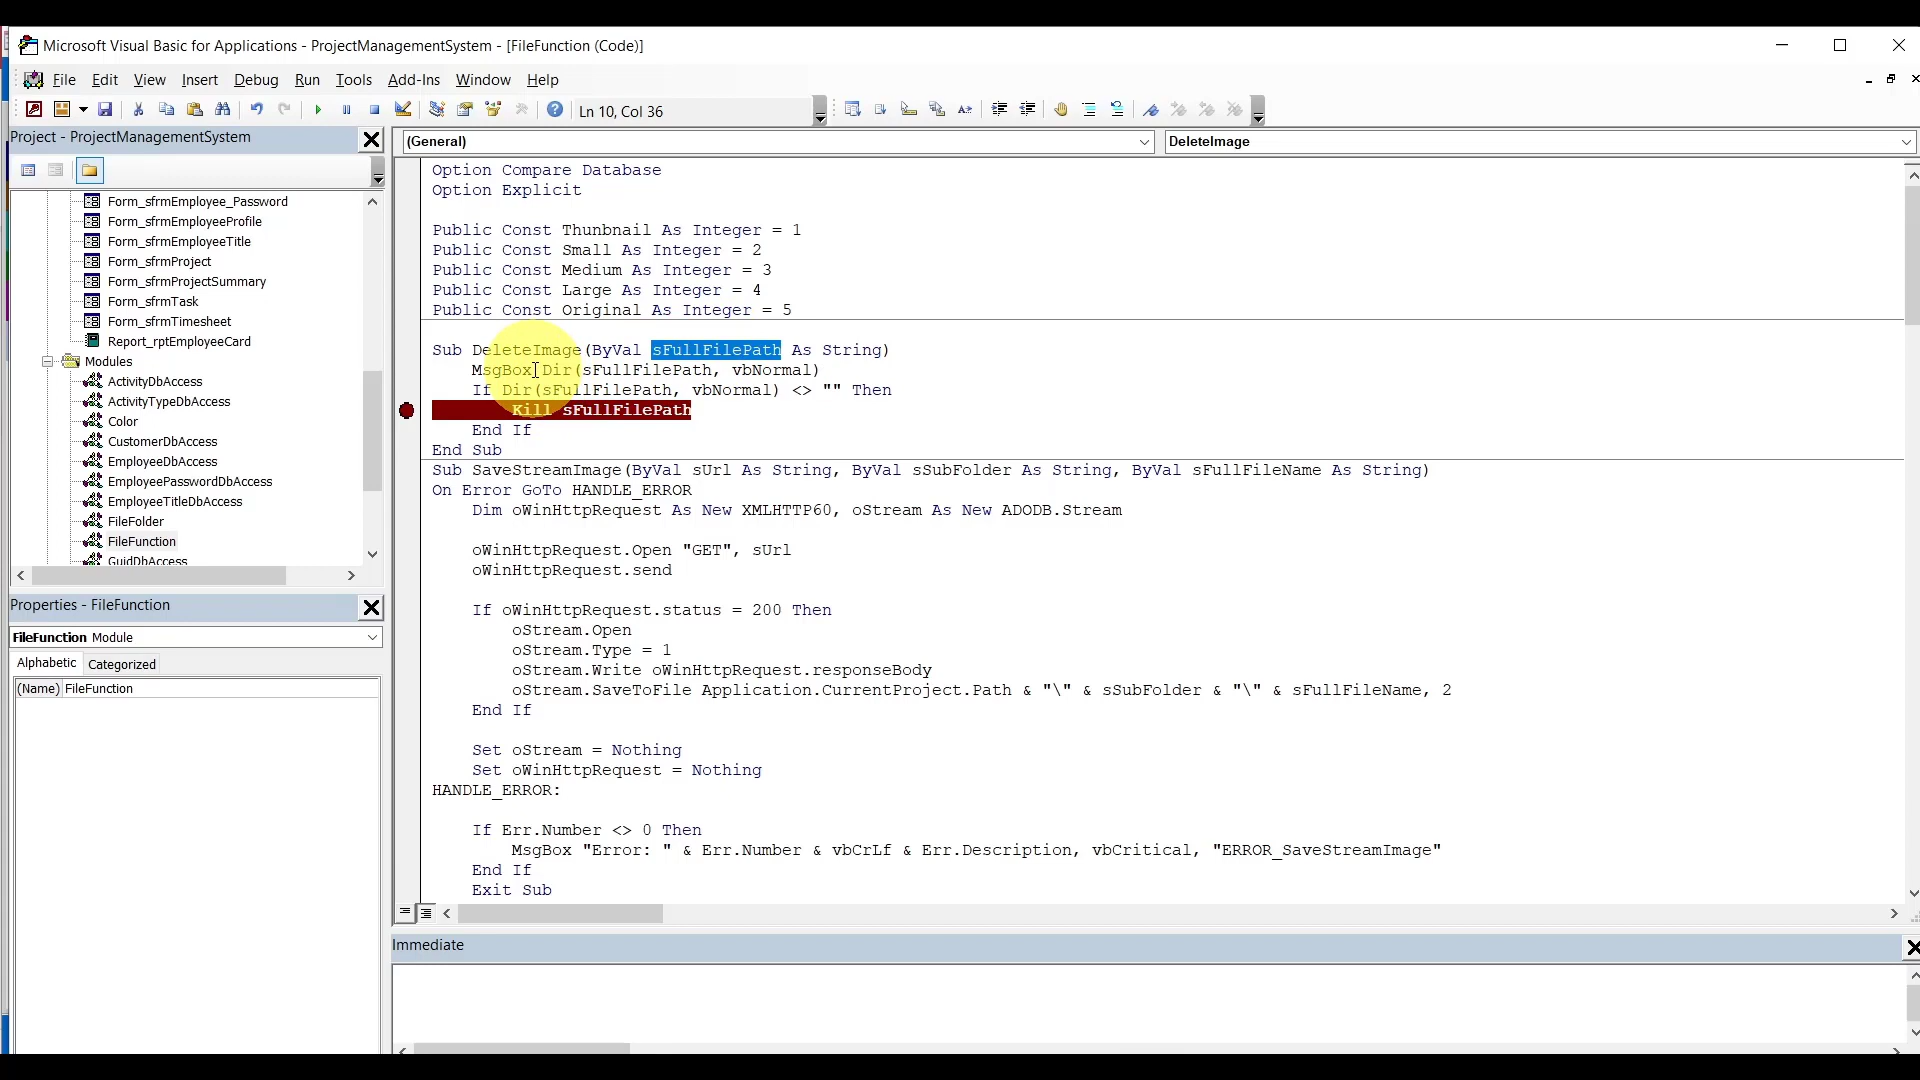 Microsoft Visual Basic for Applications - ProjectManagementSystem - [FileFunction (Code)]
File Edit View Insert Debug Run Tools Add-Ins Window Help
Ln 10, Col 36
Project - ProjectManagementSystem
(General)
DeleteImage
Form_sfrmEmployee_Password
Form_sfrmEmployeeProfile
Form_sfrmEmployeeTitle
Form_sfrmProject
Form_sfrmProjectSummary
Form_sfrmTask
Form_sfrmTimesheet
Report_rptEmployeeCard
Modules
ActivityDbAccess
ActivityTypeDbAccess
Color
CustomerDbAccess
EmployeeDbAccess
EmployeePasswordDbAccess
EmployeeTitleDbAccess
FileFolder
FileFunction
GuidDbAccess
Properties - FileFunction
FileFunction Module
Alphabetic Categorized
(Name) FileFunction
Option Compare Database
Option Explicit
Public Const Thunbnail As Integer = 1
Public Const Small As Integer = 2
Public Const Medium As Integer = 3
Public Const Large As Integer = 4
Public Const Original As Integer = 5
Sub DeleteImage(ByVal sFullFilePath As String)
MsgBox Dir(sFullFilePath, vbNormal)
If Dir(sFullFilePath, vbNormal) <> "" Then
Kill sFullFilePath
End If
End Sub
Sub SaveStreamImage(ByVal sUrl As String, ByVal sSubFolder As String, ByVal sFullFileName As String)
On Error GoTo HANDLE_ERROR
Dim oWinHttpRequest As New XMLHTTP60, oStream As New ADODB.Stream
oWinHttpRequest.Open "GET", sUrl
oWinHttpRequest.send
If oWinHttpRequest.status = 200 Then
oStream.Open
oStream.Type = 1
oStream.Write oWinHttpRequest.responseBody
oStream.SaveToFile Application.CurrentProject.Path & "\" & sSubFolder & "\" & sFullFileName, 2
End If
Set oStream = Nothing
Set oWinHttpRequest = Nothing
HANDLE_ERROR:
If Err.Number <> 0 Then
MsgBox "Error: " & Err.Number & vbCrLf & Err.Description, vbCritical, "ERROR_SaveStreamImage"
End If
Exit Sub
Immediate